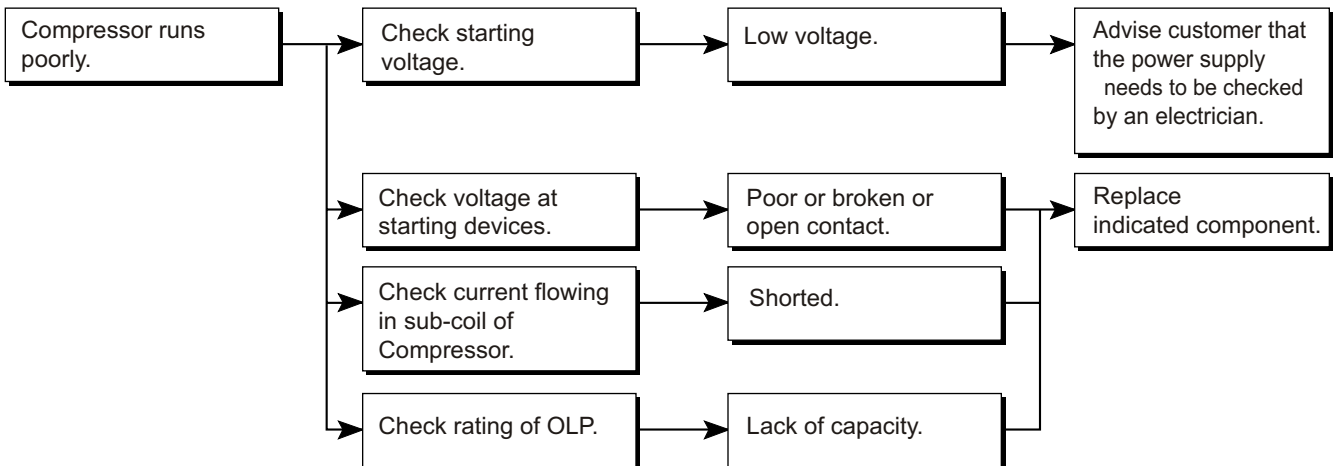 Compressor runs
poorly.
Check starting
voltage.
Low voltage.
Advise customer that
the power supply
needs to be checked
by an electrician.
Check voltage at
starting devices.
Poor or broken or
open contact.
Replace
indicated component.
Check current flowing
in sub-coil of
Compressor.
Shorted.
Check rating of OLP.
Lack of capacity.